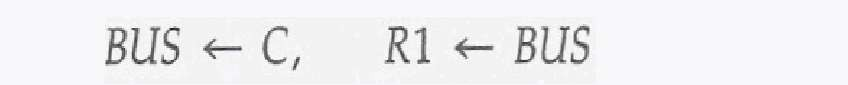 BUS ← C, R1 ← BUS